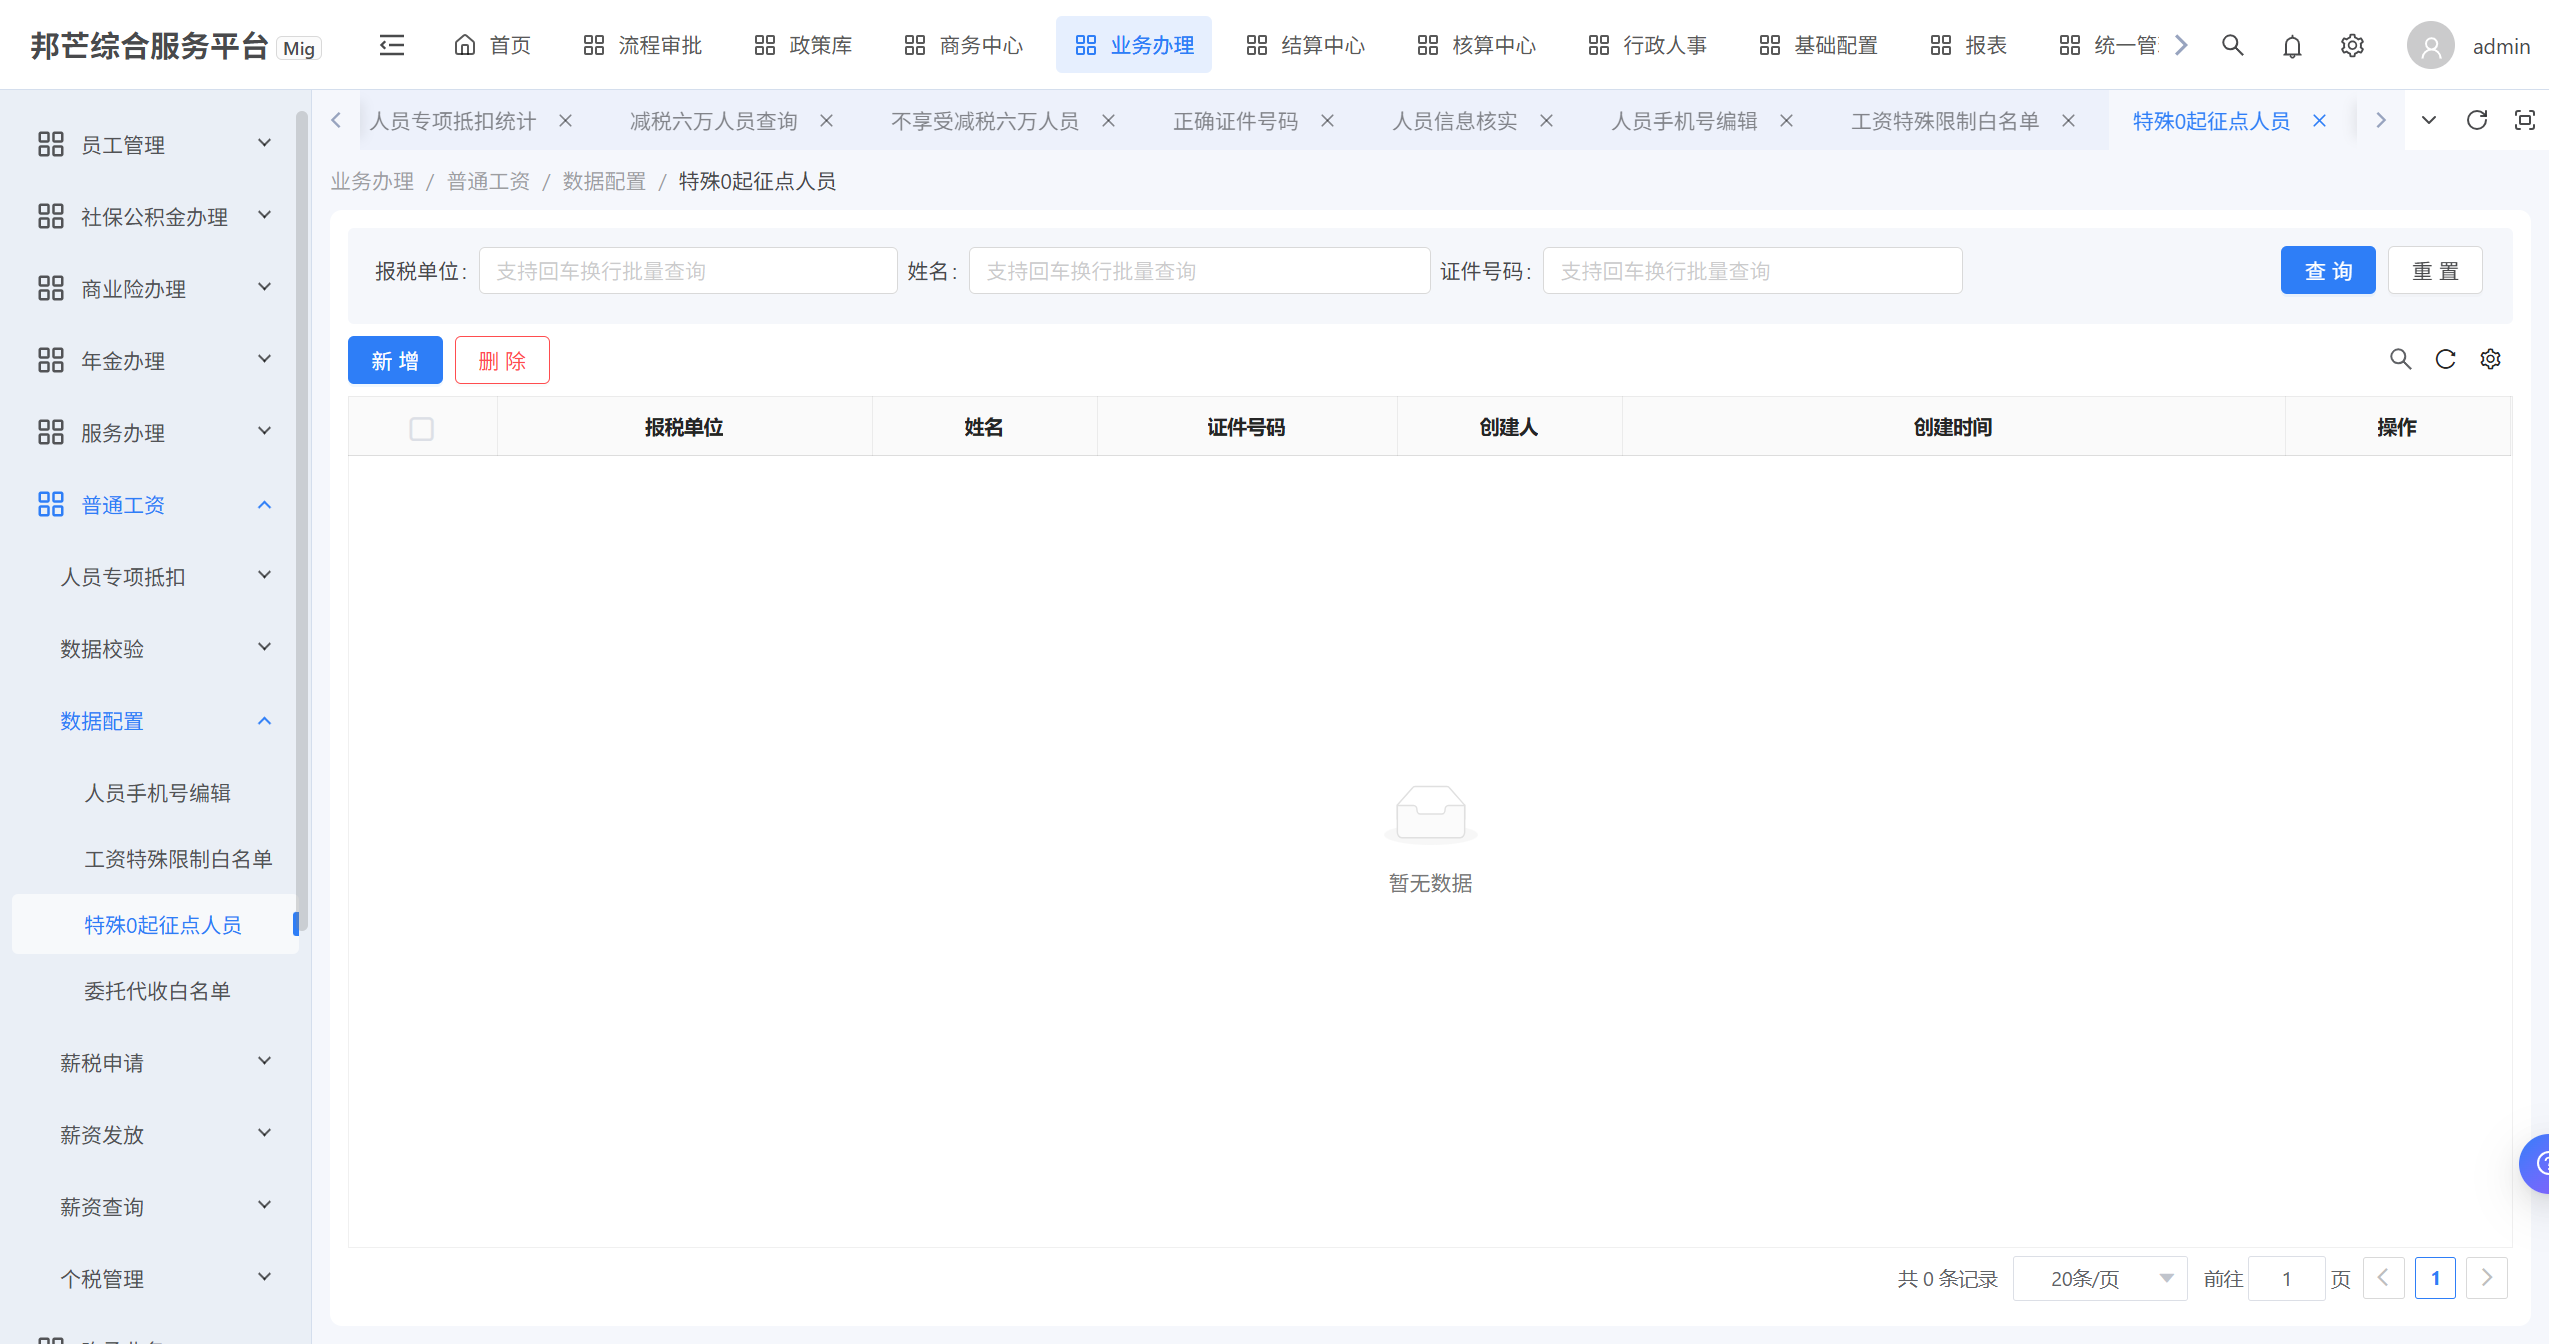 邦芒综合服务平台 Mig 首页 流程审批 政策库 商务中心 业务办理 结算中心 核算中心 行政人事 基础配置 报表 统一管 admin
人员专项抵扣统计 减税六万人员查询 不享受减税六万人员 正确证件号码 人员信息核实 人员手机号编辑 工资特殊限制白名单 特殊0起征点人员
业务办理 / 普通工资 / 数据配置 / 特殊0起征点人员
员工管理
社保公积金办理
商业险办理
年金办理
服务办理
普通工资
人员专项抵扣
数据校验
数据配置
人员手机号编辑
工资特殊限制白名单
特殊0起征点人员
委托代收白名单
薪税申请
薪资发放
薪资查询
个税管理
报税单位: 支持回车换行批量查询 姓名: 支持回车换行批量查询 证件号码: 支持回车换行批量查询 查 询 重 置
新 增 删 除
报税单位 姓名 证件号码 创建人 创建时间 操作
暂无数据
共 0 条记录 20条/页 前往 1 页 1